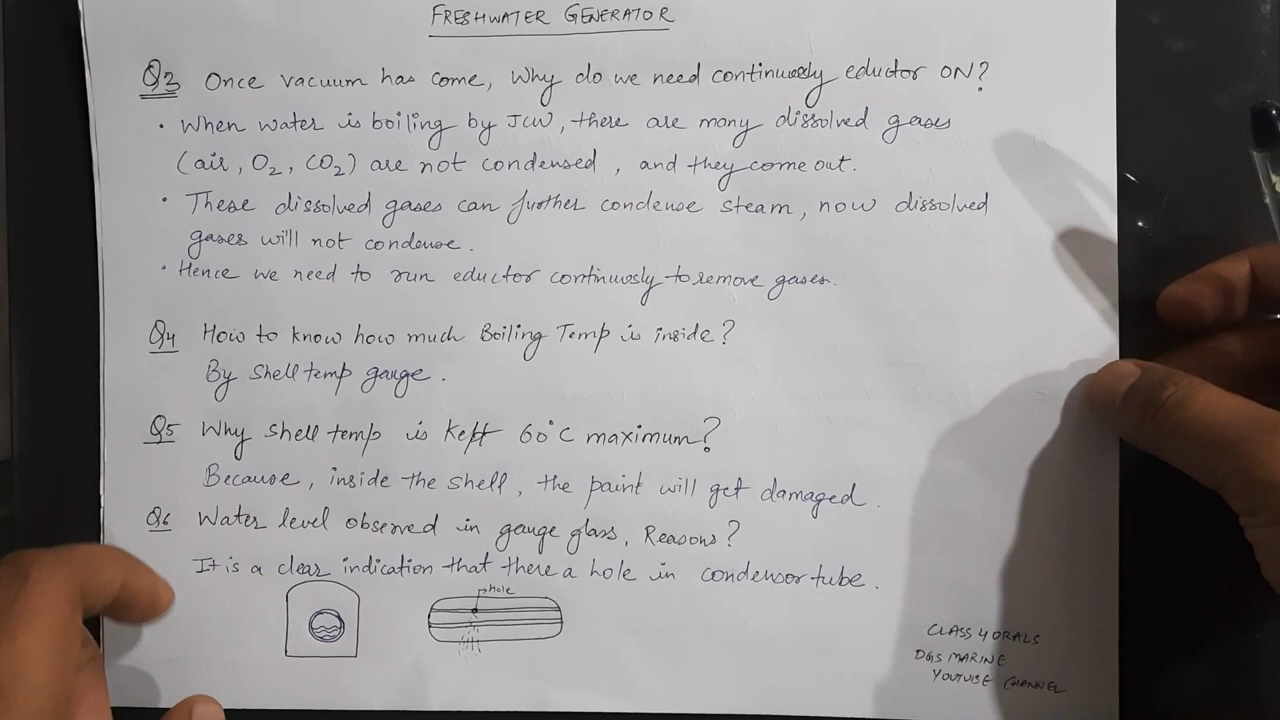 FRESHWATER GENERATOR
Q3 Once vacuum has come, Why do we need continuosly eductor ON?
· When water is boiling by JCW, there are many dissolved gases
(air, O2, CO2) are not condensed, and they come out.
· These dissolved gases can further condense steam, now dissolved
gases will not condense.
· Hence we need to run eductor continuosly to remove gases.
Q4 How to know how much Boiling Temp is inside?
By Shell temp gauge.
Q5 Why shell temp is Kept 60°C maximum?
Because, inside the shell, the paint will get damaged.
Q6 Water level observed in gauge glass, Reasons?
It is a clear indication that there a hole in condensor tube.
Hole
CLASS 4 ORALS
DGS MARINE
YOUTUBE CHANNEL